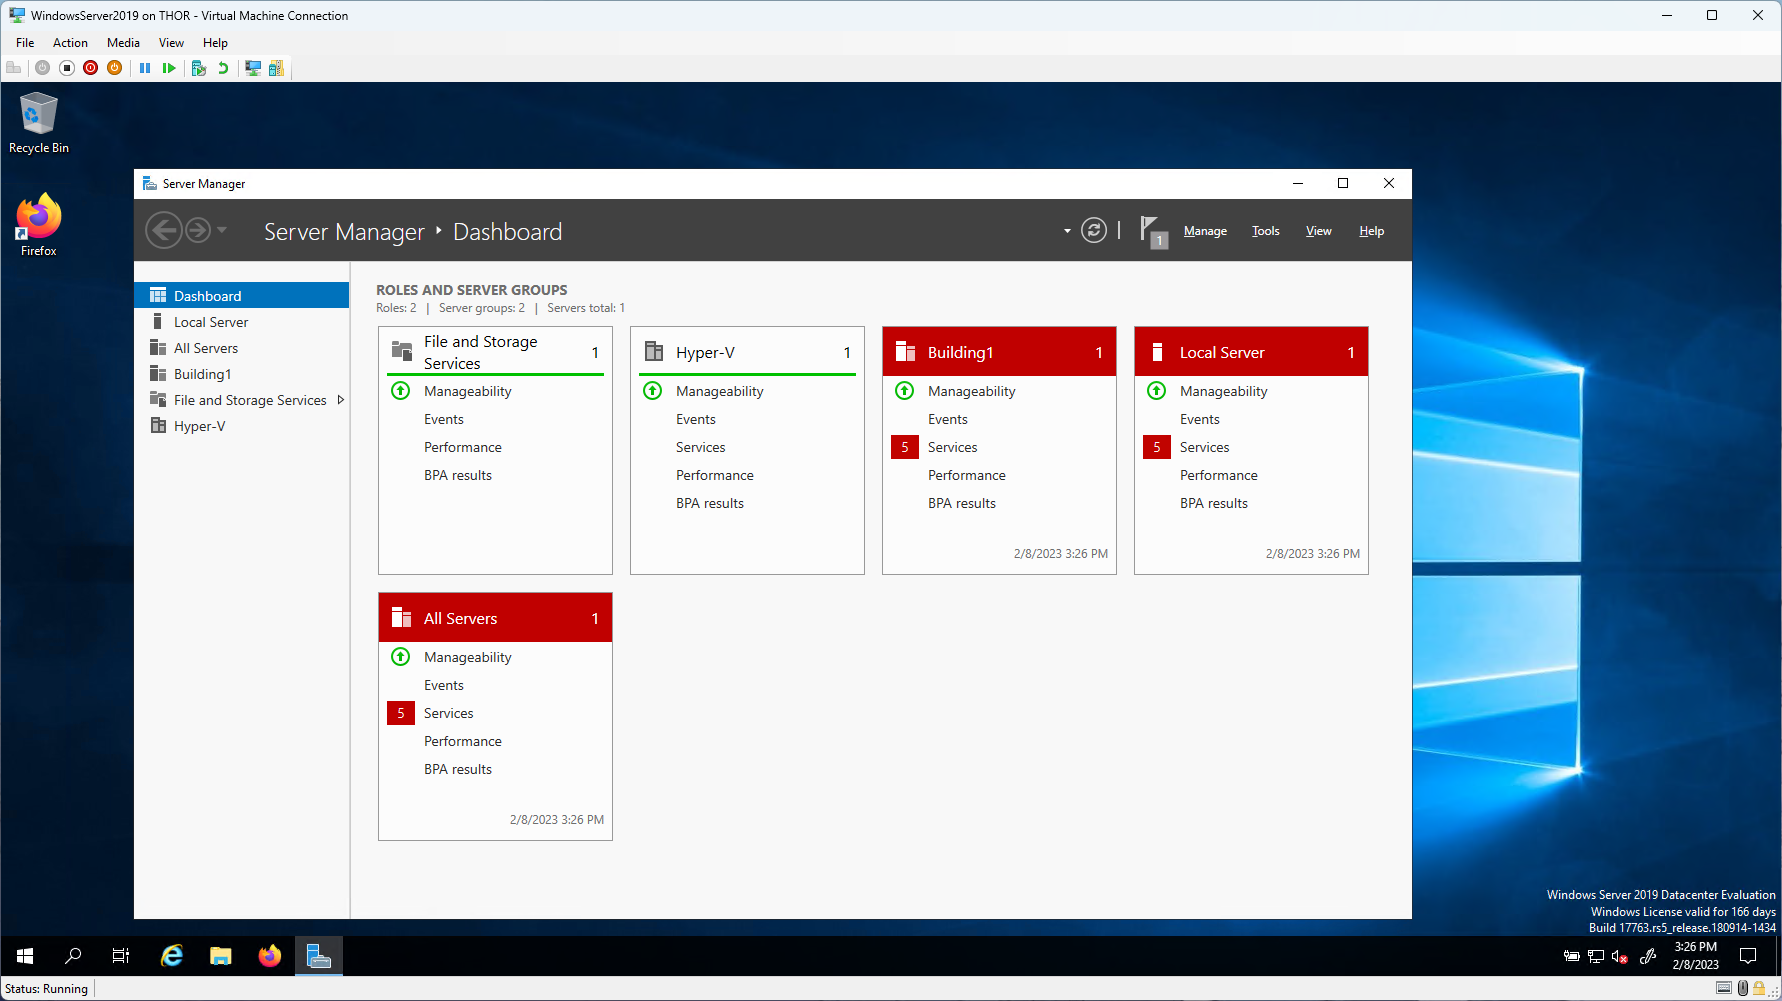 WindowsServer2019 on THOR - Virtual Machine Connection
File Action Media View Help
Recycle Bin
Firefox
Server Manager
Server Manager Dashboard
1
Manage Tools View Help
Dashboard
Local Server
All Servers
Building1
File and Storage Services
Hyper-V
ROLES AND SERVER GROUPS
Roles: 2 | Server groups: 2 | Servers total: 1
File and Storage
Services
1
Manageability
Events
Performance
BPA results
Hyper-V 1
Manageability
Events
Services
Performance
BPA results
Building1 1
Manageability
Events
5 Services
Performance
BPA results
2/8/2023 3:26 PM
Local Server 1
Manageability
Events
5 Services
Performance
BPA results
2/8/2023 3:26 PM
All Servers 1
Manageability
Events
5 Services
Performance
BPA results
2/8/2023 3:26 PM
Windows Server 2019 Datacenter Evaluation
Windows License valid for 166 days
Build 17763.rs5_release.180914-1434
3:26 PM
2/8/2023
Status: Running